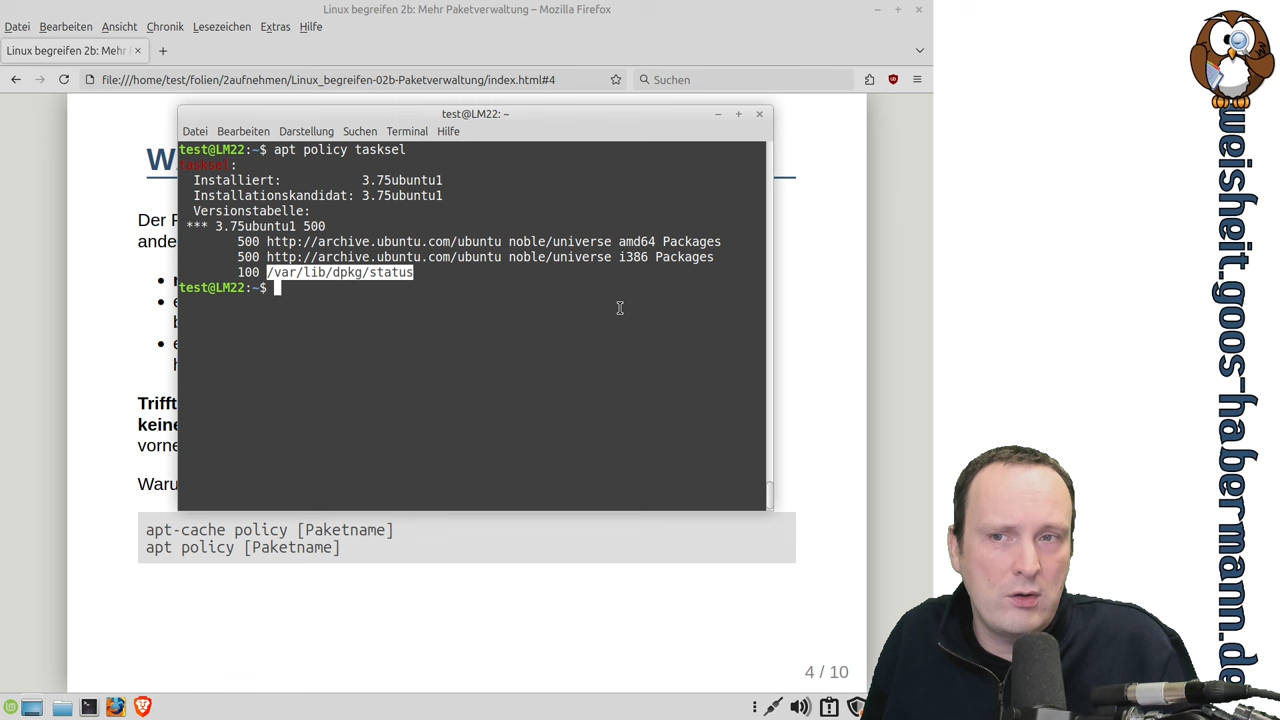 Linux begreifen 2b: Mehr Paketverwaltung – Mozilla Firefox
Datei Bearbeiten Ansicht Chronik Lesezeichen Extras Hilfe
Linux begreifen 2b: Mehr
file:///home/test/folien/2aufnehmen/Linux_begreifen-02b-Paketverwaltung/index.html#4
Suchen
test@LM22: ~
Datei Bearbeiten Darstellung Suchen Terminal Hilfe
test@LM22:~$ apt policy tasksel
tasksel:
Installiert: 3.75ubuntu1
Installationskandidat: 3.75ubuntu1
Versionstabelle:
*** 3.75ubuntu1 500
500 http://archive.ubuntu.com/ubuntu noble/universe amd64 Packages
500 http://archive.ubuntu.com/ubuntu noble/universe i386 Packages
100 /var/lib/dpkg/status
test@LM22:~$
Der
ande
Trifft
keine
vorne
Waru
apt-cache policy [Paketname]
apt policy [Paketname]
4 / 10
weisheit.goos-habermann.de